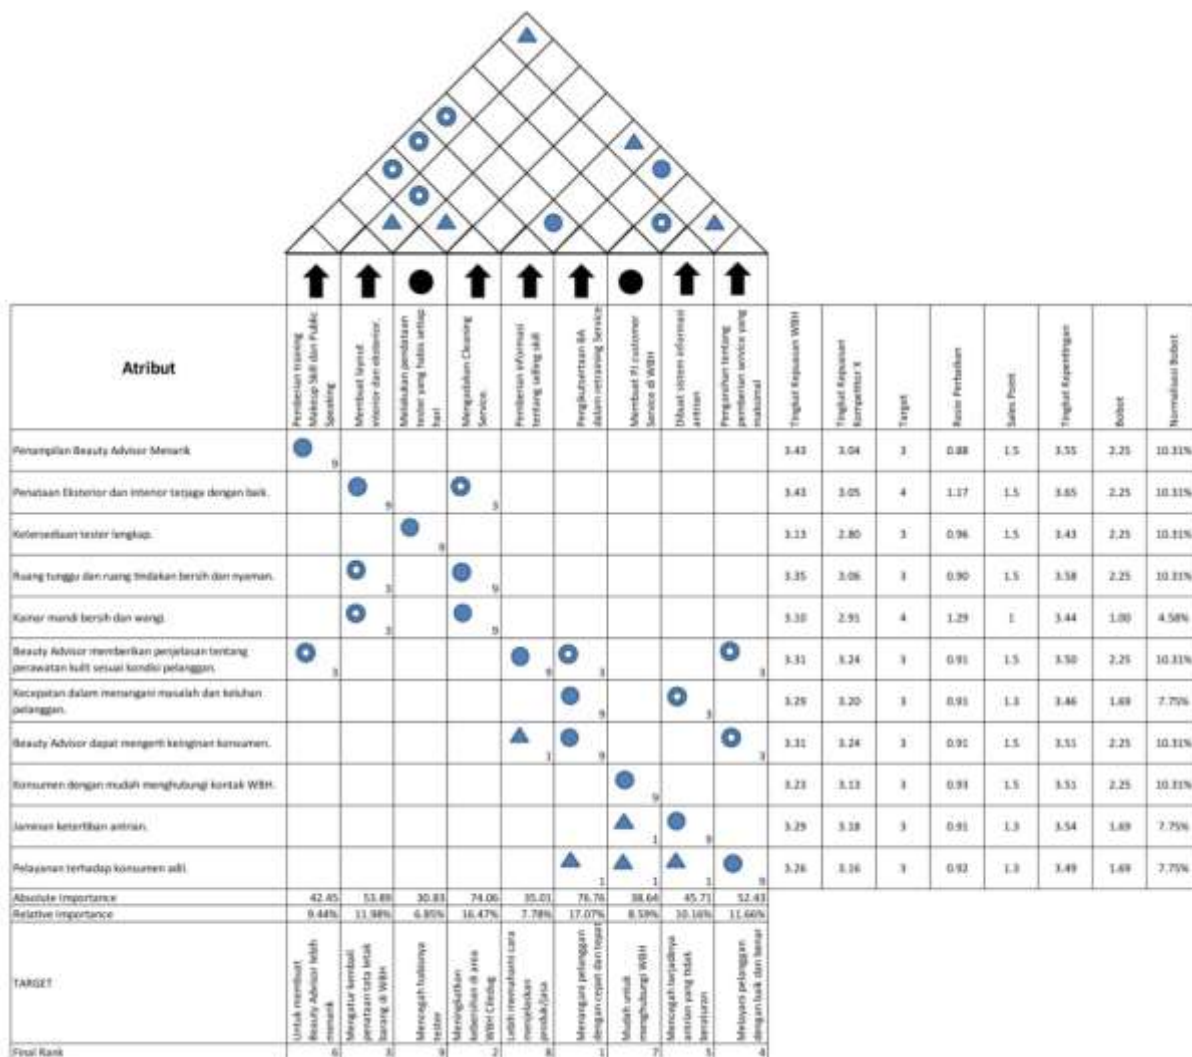 Atribut
Pemberian training
Makeup Skill dan Public
Speaking
Membuat layout
interior dan eksterior.
Melakukan pendataan
tester yang habis setiap
hari
Mengadakan Cleaning
Service.
Pemberian informasi
tentang selling skill
Pengikutsertaan BA
dalam retraining Service
Membuat PJ customer
Service di WBH
Dibuat sistem informasi
antrian
Pengarahan tentang
pemberian service yang
maksimal
Tingkat Kepuasan WBH
Tingkat Kepuasan
Kompetitor X
Target
Rasio Perbaikan
Sales Point
Tingkat Kepentingan
Bobot
Normalisasi Bobot
Penampilan Beauty Advisor Menarik 9 3.43 3.04 3 0.88 1.5 3.55 2.25 10.31%
Penataan Eksterior dan interior terjaga dengan baik. 9 3 3.43 3.05 4 1.17 1.5 3.65 2.25 10.31%
Ketersediaan tester lengkap. 9 3.13 2.80 3 0.96 1.5 3.43 2.25 10.31%
Ruang tunggu dan ruang tindakan bersih dan nyaman. 3 9 3.35 3.06 3 0.90 1.5 3.58 2.25 10.31%
Kamar mandi bersih dan wangi. 3 9 3.10 2.91 4 1.29 1 3.44 1.00 4.58%
Beauty Advisor memberikan penjelasan tentang
perawatan kulit sesuai kondisi pelanggan. 3 9 3 3 3.31 3.24 3 0.91 1.5 3.50 2.25 10.31%
Kecepatan dalam menangani masalah dan keluhan
pelanggan. 9 3 3.29 3.20 3 0.91 1.3 3.46 1.69 7.75%
Beauty Advisor dapat mengerti keinginan konsumen. 1 9 3 3.31 3.24 3 0.91 1.5 3.51 2.25 10.31%
Konsumen dengan mudah menghubungi kontak WBH. 9 3.23 3.13 3 0.93 1.5 3.51 2.25 10.31%
Jaminan ketertiban antrian. 1 9 3.29 3.18 3 0.91 1.3 3.54 1.69 7.75%
Pelayanan terhadap konsumen adil. 1 1 1 9 3.26 3.16 3 0.92 1.3 3.49 1.69 7.75%
Absolute Importance 42.45 53.89 30.83 74.06 35.01 76.76 38.64 45.71 52.43
Relative Importance 9.44% 11.98% 6.85% 16.47% 7.78% 17.07% 8.59% 10.16% 11.66%
TARGET
Untuk membuat
Beauty Advisor lebih
menarik
Mengatur kembali
penataan tata letak
barang di WBH
Mencegah habisnya
tester
Meningkatkan
kebersihan di area
WBH Ciledug
Lebih memahami cara
menjelaskan
produk/jasa
Menangani pelanggan
dengan cepat dan tepat
Mudah untuk
menghubungi WBH
Mencegah terjadinya
antrian yang tidak
beraturan
Melayani pelanggan
dengan baik dan benar
Final Rank 6 3 9 2 8 1 7 5 4